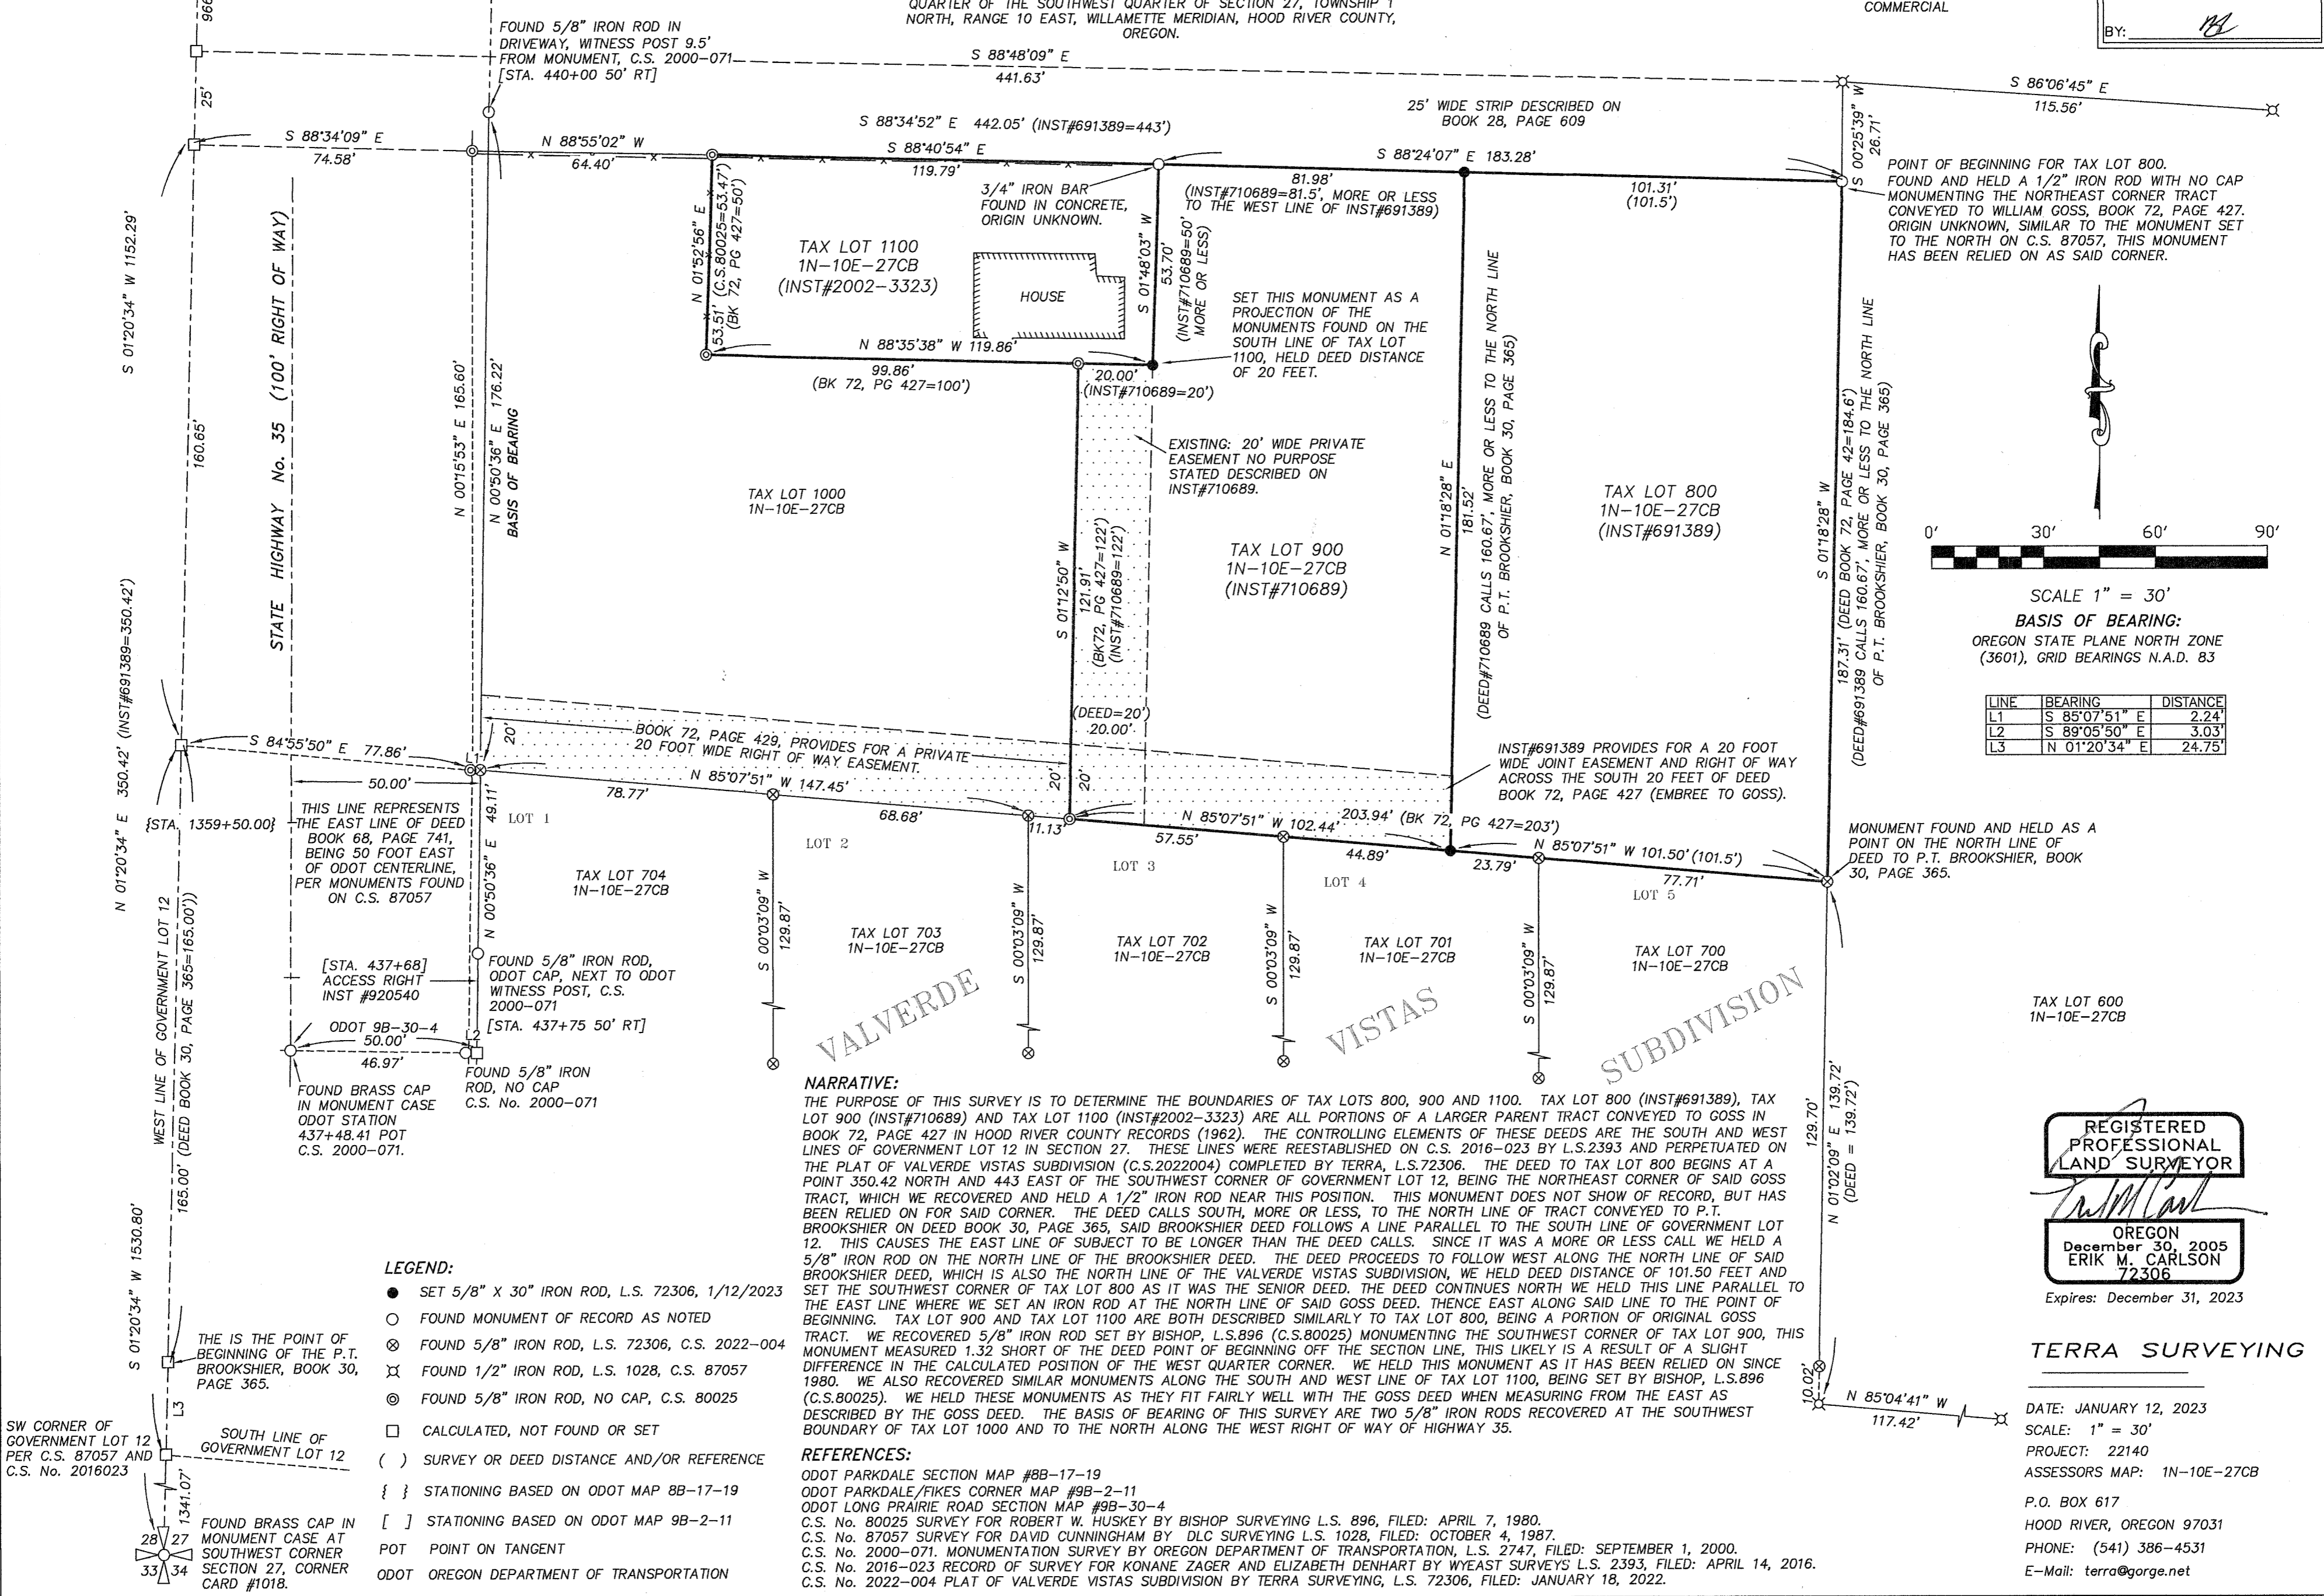 QUARTER OF THE SOUTHWEST QUARTER OF SECTION 27, TOWNSHIP 1
NORTH, RANGE 10 EAST, WILLAMETTE MERIDIAN, HOOD RIVER COUNTY,
OREGON.
COMMERCIAL
BY:
966
FOUND 5/8" IRON ROD IN
DRIVEWAY, WITNESS POST 9.5'
FROM MONUMENT, C.S. 2000-071
[STA. 440+00 50' RT]
S 88°48'09" E
441.63'
S 86°06'45" E
115.56'
25'
S 00°25'39" W
26.71'
25' WIDE STRIP DESCRIBED ON
BOOK 28, PAGE 609
S 88°34'52" E 442.05' (INST#691389=443')
S 88°34'09" E
74.58'
N 88°55'02" W
64.40'
S 88°40'54" E
119.79'
S 88°24'07" E 183.28'
81.98'
(INST#710689=81.5', MORE OR LESS
TO THE WEST LINE OF INST#691389)
101.31'
(101.5')
POINT OF BEGINNING FOR TAX LOT 800.
FOUND AND HELD A 1/2" IRON ROD WITH NO CAP
MONUMENTING THE NORTHEAST CORNER TRACT
CONVEYED TO WILLIAM GOSS, BOOK 72, PAGE 427.
ORIGIN UNKNOWN, SIMILAR TO THE MONUMENT SET
TO THE NORTH ON C.S. 87057, THIS MONUMENT
HAS BEEN RELIED ON AS SAID CORNER.
3/4" IRON BAR
FOUND IN CONCRETE,
ORIGIN UNKNOWN.
N 01°52'56" E
53.51' (C.S.80025=53.47')
(BK 72, PG 427=50')
TAX LOT 1100
1N-10E-27CB
(INST#2002-3323)
HOUSE
S 01°48'03" W
53.70'
(INST#710689=50'
MORE OR LESS)
SET THIS MONUMENT AS A
PROJECTION OF THE
MONUMENTS FOUND ON THE
SOUTH LINE OF TAX LOT
1100, HELD DEED DISTANCE
OF 20 FEET.
N 88°35'38" W 119.86'
99.86'
(BK 72, PG 427=100')
20.00'
(INST#710689=20')
S 01°20'34" W 1152.29'
160.65'
STATE HIGHWAY No. 35 (100' RIGHT OF WAY)
N 00°15'53" E 165.60'
N 00°50'36" E 176.22'
BASIS OF BEARING
EXISTING: 20' WIDE PRIVATE
EASEMENT NO PURPOSE
STATED DESCRIBED ON
INST#710689.
TAX LOT 1000
1N-10E-27CB
S 01°12'50" W
121.91'
(BK72, PG 427=122')
(INST#710689=122')
TAX LOT 900
1N-10E-27CB
(INST#710689)
N 01°18'28" E
181.52'
(DEED#710689 CALLS 160.67', MORE OR LESS TO THE NORTH LINE
OF P.T. BROOKSHIER, BOOK 30, PAGE 365)
TAX LOT 800
1N-10E-27CB
(INST#691389)
S 01°18'28" W
187.31' (DEED BOOK 72, PAGE 427=184.6')
(DEED#691389 CALLS 160.67', MORE OR LESS TO THE NORTH LINE
OF P.T. BROOKSHIER, BOOK 30, PAGE 365)
0' 30' 60' 90'
SCALE 1" = 30'
BASIS OF BEARING:
OREGON STATE PLANE NORTH ZONE
(3601), GRID BEARINGS N.A.D. 83
LINE BEARING DISTANCE
L1 S 85°07'51" E 2.24'
L2 S 89°05'50" E 3.03'
L3 N 01°20'34" E 24.75'
N 01°20'34" E 350.42' (INST#691389=350.42')
S 84°55'50" E 77.86'
L1
20'
BOOK 72, PAGE 429, PROVIDES FOR A PRIVATE
20 FOOT WIDE RIGHT OF WAY EASEMENT.
(DEED=20')
20.00'
20'
20'
INST#691389 PROVIDES FOR A 20 FOOT
WIDE JOINT EASEMENT AND RIGHT OF WAY
ACROSS THE SOUTH 20 FEET OF DEED
BOOK 72, PAGE 427 (EMBREE TO GOSS).
N 85°07'51" W 147.45'
78.77'
68.68'
11.13'
203.94' (BK 72, PG 427=203')
N 85°07'51" W 102.44'
57.55'
44.89'
N 85°07'51" W 101.50' (101.5')
23.79'
77.71'
MONUMENT FOUND AND HELD AS A
POINT ON THE NORTH LINE OF
DEED TO P.T. BROOKSHIER, BOOK
30, PAGE 365.
50.00'
{STA. 1359+50.00}
THIS LINE REPRESENTS
THE EAST LINE OF DEED
BOOK 68, PAGE 741,
BEING 50 FOOT EAST
OF ODOT CENTERLINE,
PER MONUMENTS FOUND
ON C.S. 87057
N 00°50'36" E 49.11'
LOT 1
LOT 2
LOT 3
LOT 4
LOT 5
TAX LOT 704
1N-10E-27CB
TAX LOT 703
1N-10E-27CB
TAX LOT 702
1N-10E-27CB
TAX LOT 701
1N-10E-27CB
TAX LOT 700
1N-10E-27CB
TAX LOT 600
1N-10E-27CB
S 00°03'09" W
129.87'
S 00°03'09" W
129.87'
S 00°03'09" W
129.87'
S 00°03'09" W
129.87'
VALVERDE VISTAS SUBDIVISION
WEST LINE OF GOVERNMENT LOT 12
165.00' (DEED BOOK 30, PAGE 365=165.00'))
[STA. 437+68]
ACCESS RIGHT
INST #920540
FOUND 5/8" IRON ROD,
ODOT CAP, NEXT TO ODOT
WITNESS POST, C.S.
2000-071
[STA. 437+75 50' RT]
ODOT 9B-30-4
50.00'
L2
46.97'
FOUND BRASS CAP
IN MONUMENT CASE
ODOT STATION
437+48.41 POT
C.S. 2000-071.
FOUND 5/8" IRON
ROD, NO CAP
C.S. No. 2000-071
129.70'
N 01°02'09" E 139.72'
(DEED = 139.72')
10.02'
N 85°04'41" W
117.42'
NARRATIVE:
THE PURPOSE OF THIS SURVEY IS TO DETERMINE THE BOUNDARIES OF TAX LOTS 800, 900 AND 1100. TAX LOT 800 (INST#691389), TAX
LOT 900 (INST#710689) AND TAX LOT 1100 (INST#2002-3323) ARE ALL PORTIONS OF A LARGER PARENT TRACT CONVEYED TO GOSS IN
BOOK 72, PAGE 427 IN HOOD RIVER COUNTY RECORDS (1962). THE CONTROLLING ELEMENTS OF THESE DEEDS ARE THE SOUTH AND WEST
LINES OF GOVERNMENT LOT 12 IN SECTION 27. THESE LINES WERE REESTABLISHED ON C.S. 2016-023 BY L.S.2393 AND PERPETUATED ON
THE PLAT OF VALVERDE VISTAS SUBDIVISION (C.S.2022004) COMPLETED BY TERRA, L.S.72306. THE DEED TO TAX LOT 800 BEGINS AT A
POINT 350.42 NORTH AND 443 EAST OF THE SOUTHWEST CORNER OF GOVERNMENT LOT 12, BEING THE NORTHEAST CORNER OF SAID GOSS
TRACT, WHICH WE RECOVERED AND HELD A 1/2" IRON ROD NEAR THIS POSITION. THIS MONUMENT DOES NOT SHOW OF RECORD, BUT HAS
BEEN RELIED ON FOR SAID CORNER. THE DEED CALLS SOUTH, MORE OR LESS, TO THE NORTH LINE OF TRACT CONVEYED TO P.T.
BROOKSHIER ON DEED BOOK 30, PAGE 365, SAID BROOKSHIER DEED FOLLOWS A LINE PARALLEL TO THE SOUTH LINE OF GOVERNMENT LOT
12. THIS CAUSES THE EAST LINE OF SUBJECT TO BE LONGER THAN THE DEED CALLS. SINCE IT WAS A MORE OR LESS CALL WE HELD A
5/8" IRON ROD ON THE NORTH LINE OF THE BROOKSHIER DEED. THE DEED PROCEEDS TO FOLLOW WEST ALONG THE NORTH LINE OF SAID
BROOKSHIER DEED, WHICH IS ALSO THE NORTH LINE OF THE VALVERDE VISTAS SUBDIVISION, WE HELD DEED DISTANCE OF 101.50 FEET AND
SET THE SOUTHWEST CORNER OF TAX LOT 800 AS IT WAS THE SENIOR DEED. THE DEED CONTINUES NORTH WE HELD THIS LINE PARALLEL TO
THE EAST LINE WHERE WE SET AN IRON ROD AT THE NORTH LINE OF SAID GOSS DEED. THENCE EAST ALONG SAID LINE TO THE POINT OF
BEGINNING. TAX LOT 900 AND TAX LOT 1100 ARE BOTH DESCRIBED SIMILARLY TO TAX LOT 800, BEING A PORTION OF ORIGINAL GOSS
TRACT. WE RECOVERED 5/8" IRON ROD SET BY BISHOP, L.S.896 (C.S.80025) MONUMENTING THE SOUTHWEST CORNER OF TAX LOT 900, THIS
MONUMENT MEASURED 1.32 SHORT OF THE DEED POINT OF BEGINNING OFF THE SECTION LINE, THIS LIKELY IS A RESULT OF A SLIGHT
DIFFERENCE IN THE CALCULATED POSITION OF THE WEST QUARTER CORNER. WE HELD THIS MONUMENT AS IT HAS BEEN RELIED ON SINCE
1980. WE ALSO RECOVERED SIMILAR MONUMENTS ALONG THE SOUTH AND WEST LINE OF TAX LOT 1100, BEING SET BY BISHOP, L.S.896
(C.S.80025). WE HELD THESE MONUMENTS AS THEY FIT FAIRLY WELL WITH THE GOSS DEED WHEN MEASURING FROM THE EAST AS
DESCRIBED BY THE GOSS DEED. THE BASIS OF BEARING OF THIS SURVEY ARE TWO 5/8" IRON RODS RECOVERED AT THE SOUTHWEST
BOUNDARY OF TAX LOT 1000 AND TO THE NORTH ALONG THE WEST RIGHT OF WAY OF HIGHWAY 35.
REFERENCES:
ODOT PARKDALE SECTION MAP #8B-17-19
ODOT PARKDALE/FIKES CORNER MAP #9B-2-11
ODOT LONG PRAIRIE ROAD SECTION MAP #9B-30-4
C.S. No. 80025 SURVEY FOR ROBERT W. HUSKEY BY BISHOP SURVEYING L.S. 896, FILED: APRIL 7, 1980.
C.S. No. 87057 SURVEY FOR DAVID CUNNINGHAM BY DLC SURVEYING L.S. 1028, FILED: OCTOBER 4, 1987.
C.S. No. 2000-071. MONUMENTATION SURVEY BY OREGON DEPARTMENT OF TRANSPORTATION, L.S. 2747, FILED: SEPTEMBER 1, 2000.
C.S. No. 2016-023 RECORD OF SURVEY FOR KONANE ZAGER AND ELIZABETH DENHART BY WYEAST SURVEYS L.S. 2393, FILED: APRIL 14, 2016.
C.S. No. 2022-004 PLAT OF VALVERDE VISTAS SUBDIVISION BY TERRA SURVEYING, L.S. 72306, FILED: JANUARY 18, 2022.
LEGEND:
SET 5/8" X 30" IRON ROD, L.S. 72306, 1/12/2023
FOUND MONUMENT OF RECORD AS NOTED
FOUND 5/8" IRON ROD, L.S. 72306, C.S. 2022-004
FOUND 1/2" IRON ROD, L.S. 1028, C.S. 87057
FOUND 5/8" IRON ROD, NO CAP, C.S. 80025
CALCULATED, NOT FOUND OR SET
( ) SURVEY OR DEED DISTANCE AND/OR REFERENCE
{ } STATIONING BASED ON ODOT MAP 8B-17-19
[ ] STATIONING BASED ON ODOT MAP 9B-2-11
POT POINT ON TANGENT
ODOT OREGON DEPARTMENT OF TRANSPORTATION
S 01°20'34" W 1530.80'
THE IS THE POINT OF
BEGINNING OF THE P.T.
BROOKSHIER, BOOK 30,
PAGE 365.
L3
SW CORNER OF
GOVERNMENT LOT 12
PER C.S. 87057 AND
C.S. No. 2016023
SOUTH LINE OF
GOVERNMENT LOT 12
1341.07'
28 27
33 34
FOUND BRASS CAP IN
MONUMENT CASE AT
SOUTHWEST CORNER
SECTION 27, CORNER
CARD #1018.
REGISTERED
PROFESSIONAL
LAND SURVEYOR
OREGON
December 30, 2005
ERIK M. CARLSON
72306
Expires: December 31, 2023
TERRA SURVEYING
DATE: JANUARY 12, 2023
SCALE: 1" = 30'
PROJECT: 22140
ASSESSORS MAP: 1N-10E-27CB
P.O. BOX 617
HOOD RIVER, OREGON 97031
PHONE: (541) 386-4531
E-Mail: terra@gorge.net